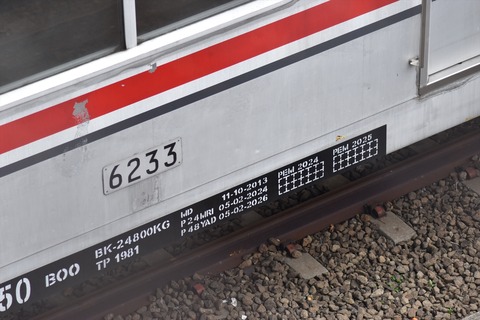 6233
50 BOO
BK-24800KG
TP 1981
MD 11-10-2013
P24MRI 05-02-2024
P48YAD 05-02-2026
PEM 2024
PEM 2025